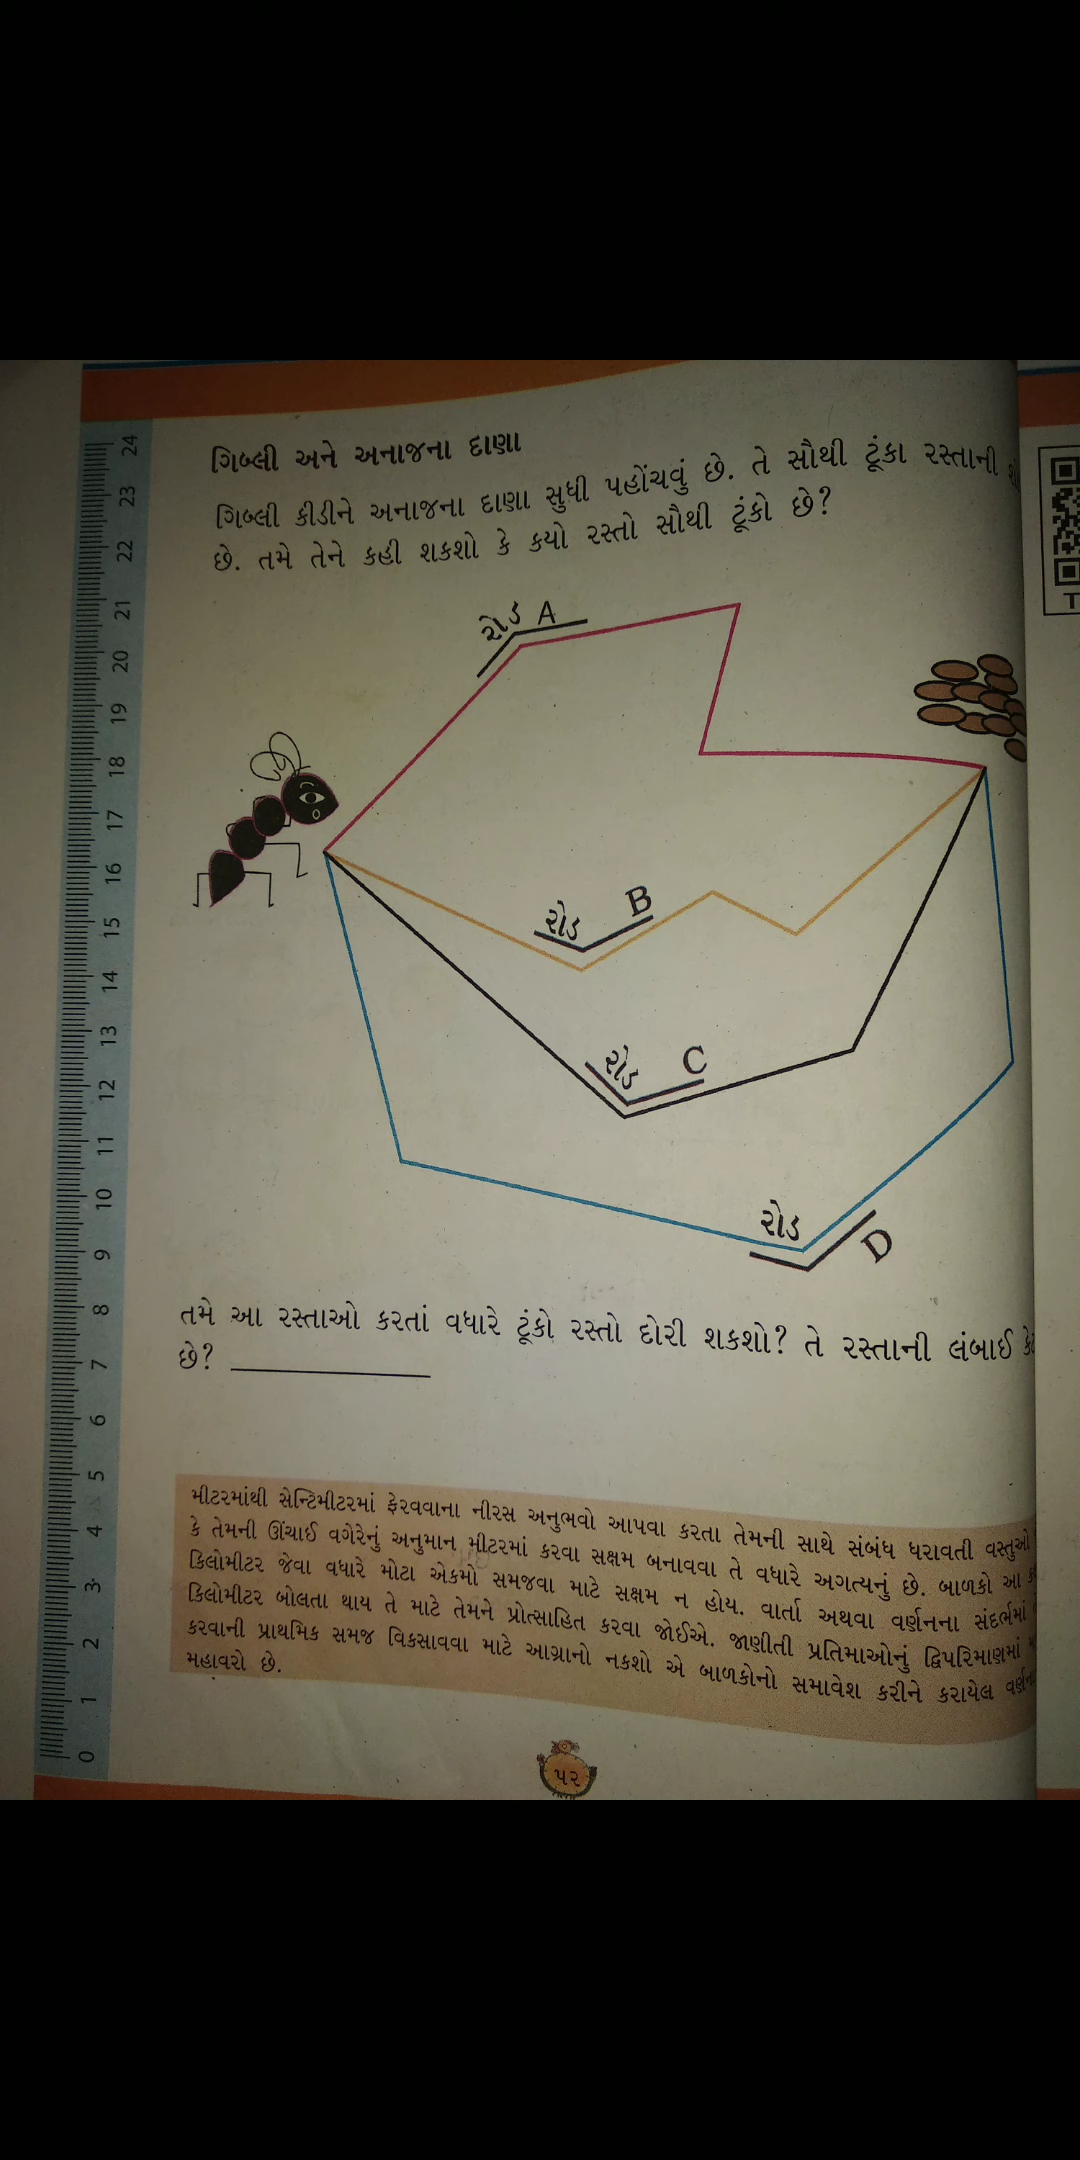 ગિબ્લી અને અનાજના દાણા
ગિબ્લી કીડીને અનાજના દાણા સુધી પહોંચવું છે. તે સૌથી ટૂંકા રસ્તાની
છે. તમે તેને કહી શકશો કે કયો રસ્તો સૌથી ટૂંકો છે?
રોડ A
રોડ B
રોડ C
રોડ D
તમે આ રસ્તાઓ કરતાં વધારે ટૂંકો રસ્તો દોરી શકશો? તે રસ્તાની લંબાઈ
છે?
મીટરમાંથી સેન્ટિમીટરમાં ફેરવવાના નીરસ અનુભવો આપવા કરતા તેમની સાથે સંબંધ ધરાવતી વસ્તુઓ
કે તેમની ઊંચાઈ વગેરેનું અનુમાન મીટરમાં કરવા સક્ષમ બનાવવા તે વધારે અગત્યનું છે. બાળકો આ
કિલોમીટર જેવા વધારે મોટા એકમો સમજવા માટે સક્ષમ ન હોય. વાર્તા અથવા વર્ણનના સંદર્ભમાં
કિલોમીટર બોલતા થાય તે માટે તેમને પ્રોત્સાહિત કરવા જોઈએ. જાણીતી પ્રતિમાઓનું દ્વિપરિમાણમાં
કરવાની પ્રાથમિક સમજ વિકસાવવા માટે આગ્રાનો નકશો એ બાળકોનો સમાવેશ કરીને કરાયેલ
મહાવરો છે.
૫૨
0 1 2 3 4 5 6 7 8 9 10 11 12 13 14 15 16 17 18 19 20 21 22 23 24
T